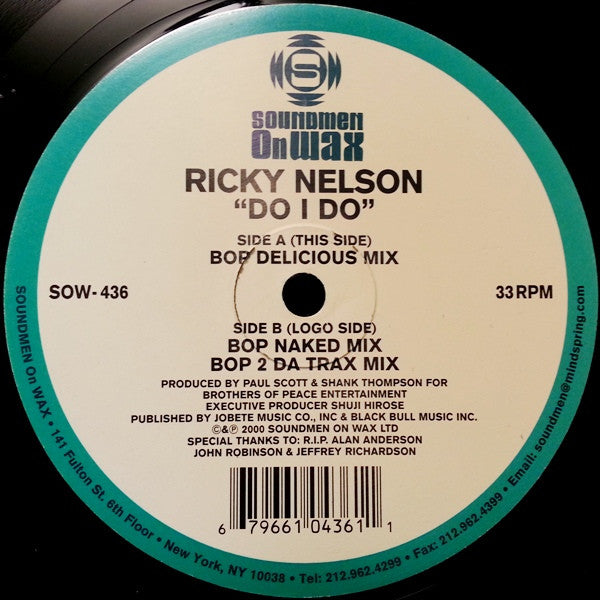 S
SOUNDMEN
On Wax
RICKY NELSON
"DO I DO"
SIDE A (THIS SIDE)
BOP DELICIOUS MIX
SOW-436
33 RPM
SIDE B (LOGO SIDE)
BOP NAKED MIX
BOP 2 DA TRAX MIX
PRODUCED BY PAUL SCOTT & SHANK THOMPSON FOR
BROTHERS OF PEACE ENTERTAINMENT
EXECUTIVE PRODUCER SHUJI HIROSE
PUBLISHED BY JOBETE MUSIC CO., INC & BLACK BULL MUSIC INC.
©&℗ 2000 SOUNDMEN ON WAX LTD
SPECIAL THANKS TO: R.I.P. ALAN ANDERSON
JOHN ROBINSON & JEFFREY RICHARDSON
6 79661 04361 1
SOUNDMEN On WAX • 141 Fulton St. 6th Floor • New York, NY 10038 • Tel: 212.962.4299 • Fax: 212.962.4399 • Email: soundmen@mindspring.com